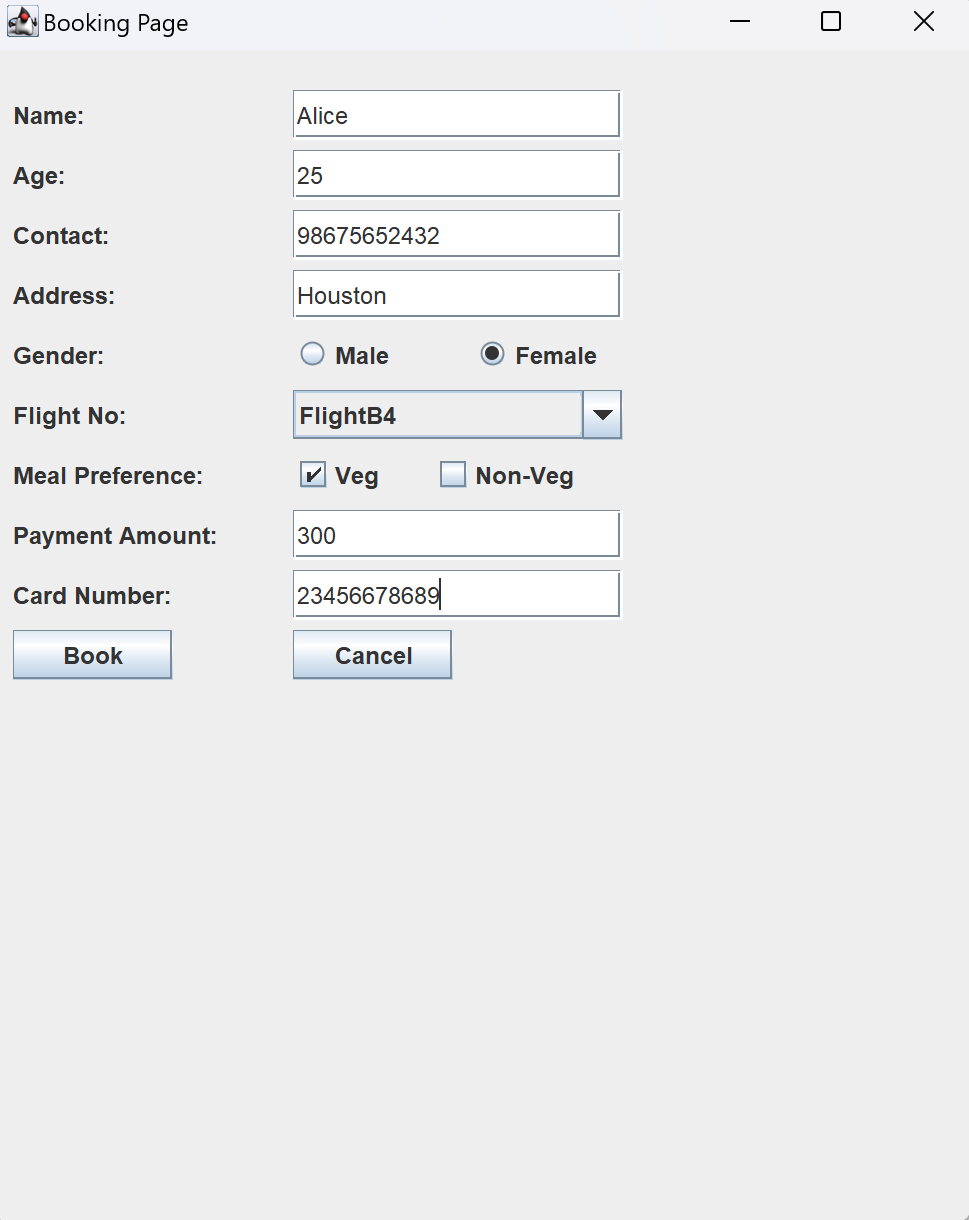 Booking Page
Name: Alice
Age: 25
Contact: 98675652432
Address: Houston
Gender: Male Female
Flight No: FlightB4
Meal Preference: Veg Non-Veg
Payment Amount: 300
Card Number: 23456678689
Book Cancel